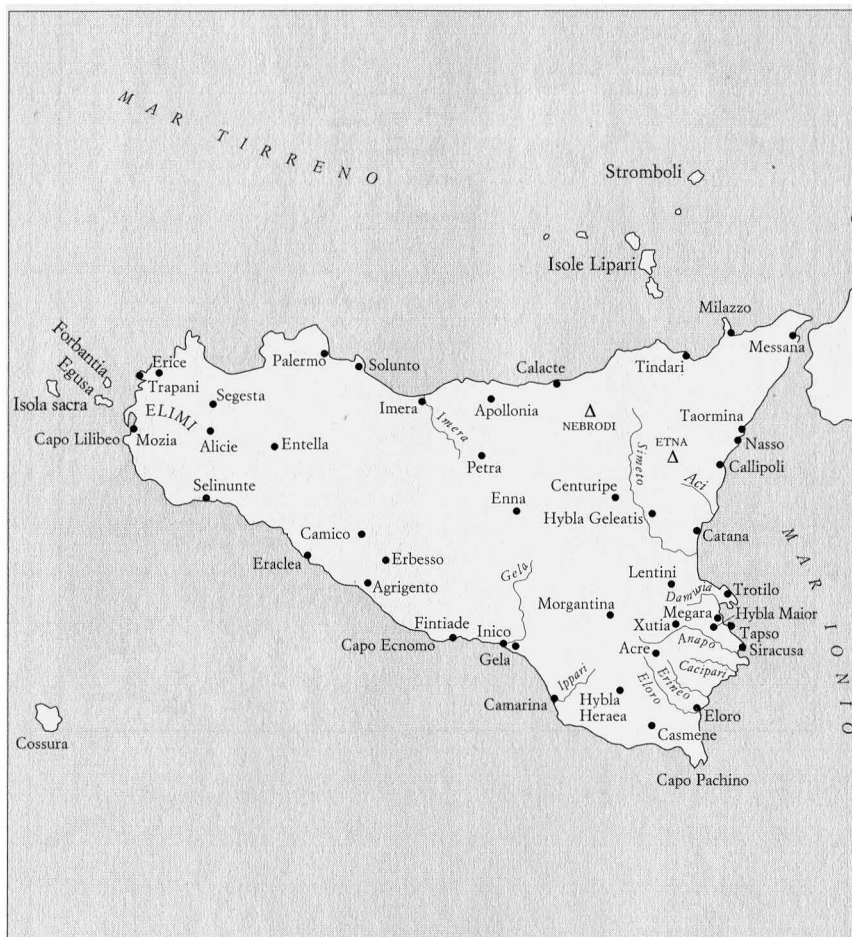 MAR TIRRENO
Stromboli
Isole Lipari
Milazzo
Messana
Forbantia
Egusa
Erice
Trapani
Palermo
Solunto
Calacte
Tindari
Isola sacra
ELIMI
Segesta
Imera
Imera
Apollonia
NEBRODI
Taormina
Capo Lilibeo
Mozia
Alicie
Entella
Petra
Simeto
ETNA
Nasso
Callipoli
Selinunte
Enna
Centuripe
Hybla Geleatis
Aci
Camico
Catana
MAR IONIO
Eraclea
Erbesso
Agrigento
Gela
Lentini
Damuria
Trotilo
Morgantina
Megara
Hybla Maior
Fintiade
Inico
Xutia
Tapso
Capo Ecnomo
Gela
Acre
Anapo
Siracusa
Ippari
Eloro
Erineo
Cacipari
Camarina
Hybla
Heraea
Eloro
Cossura
Casmene
Capo Pachino